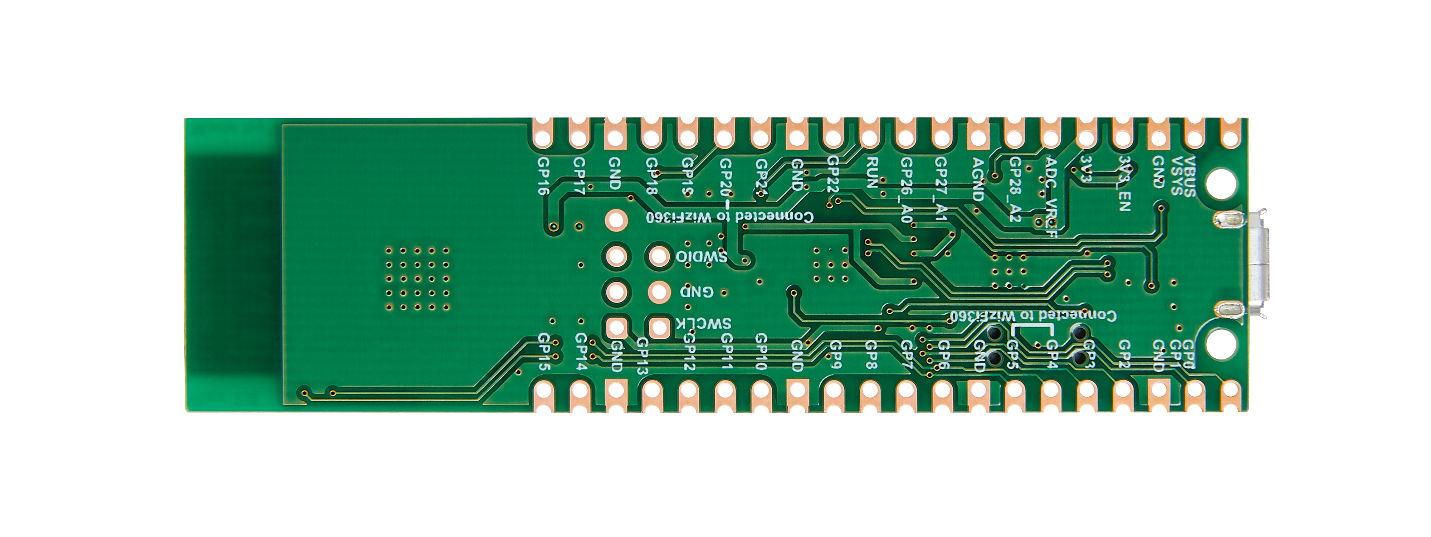 GP16
GP17
GND
GP18
GP19
GP20
GP21
GND
GP22
RUN
GP26_A0
GP27_A1
AGND
GP28_A2
ADC_VREF
3V3
3V3_EN
GND
VSYS
VBUS
Connected to WizFi360
SWDIO
GND
SWCLK
Connected to WizFi360
GP15
GP14
GND
GP13
GP12
GP11
GP10
GND
GP9
GP8
GP7
GP6
GND
GP5
GP4
GP3
GP2
GND
GP1
GP0